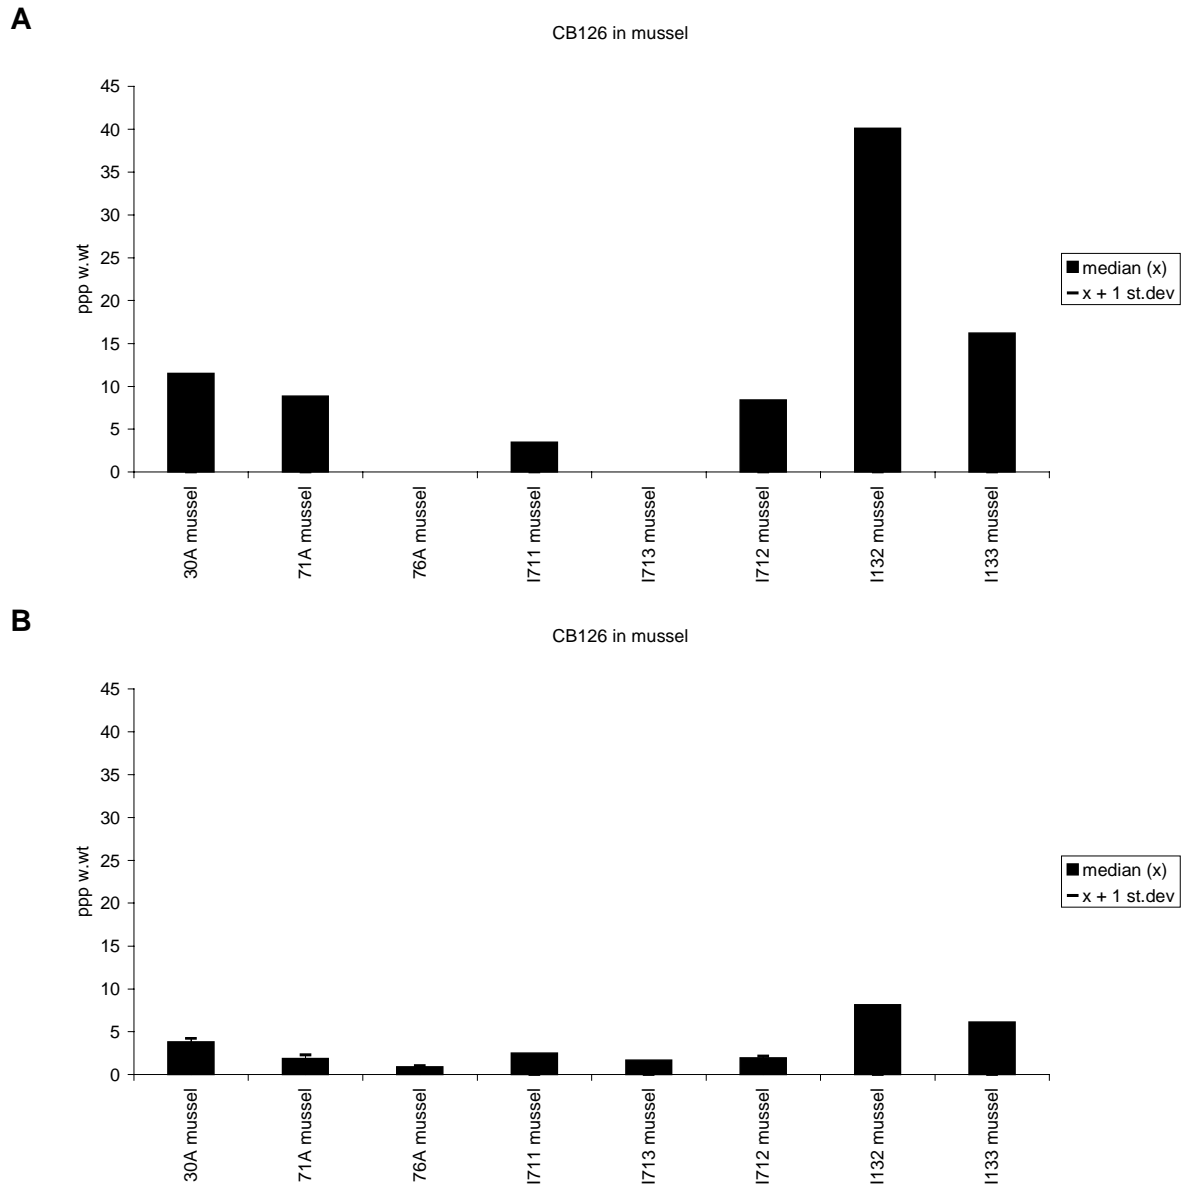 A
CB126 in mussel
45
40
35
30
25
20
15
10
5
0
ppp w.wt
30A mussel
71A mussel
76A mussel
I711 mussel
I713 mussel
I712 mussel
I132 mussel
I133 mussel
median (x)
x + 1 st.dev
B
CB126 in mussel
45
40
35
30
25
20
15
10
5
0
ppp w.wt
30A mussel
71A mussel
76A mussel
I711 mussel
I713 mussel
I712 mussel
I132 mussel
I133 mussel
median (x)
x + 1 st.dev